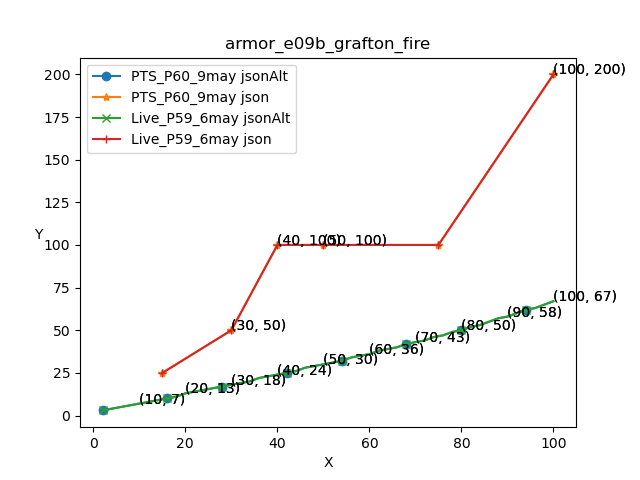 armor_e09b_grafton_fire
PTS_P60_9may jsonAlt
PTS_P60_9may json
Live_P59_6may jsonAlt
Live_P59_6may json
200
175
150
125
100
75
50
25
0
Y
(100, 200)
(40, 100)
(50, 100)
(30, 50)
(100, 67)
(90, 58)
(80, 50)
(70, 43)
(60, 36)
(50, 30)
(40, 24)
(30, 18)
(20, 13)
(10, 7)
0 20 40 60 80 100
X